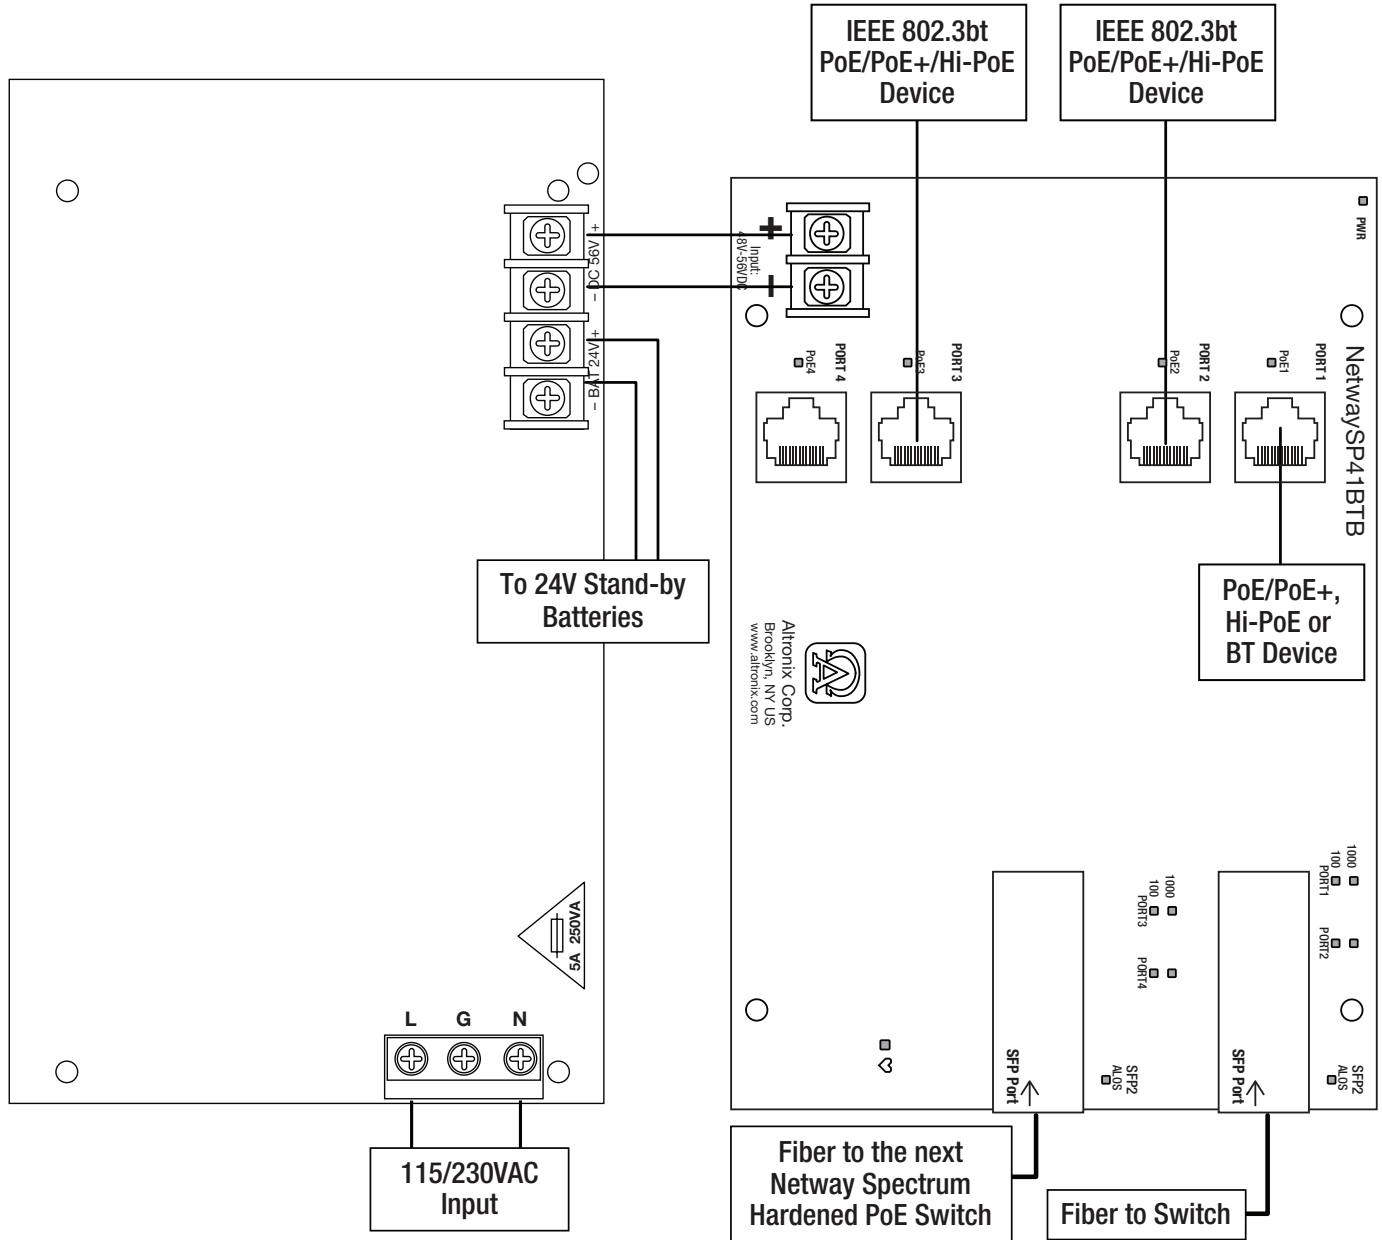 IEEE 802.3bt
PoE/PoE+/Hi-PoE
Device
IEEE 802.3bt
PoE/PoE+/Hi-PoE
Device
– DC 56V +
– BAT 24V +
+
–
Input:
48V-56VDC
PWR
PoE4
PORT 4
PoE3
PORT 3
PoE2
PORT 2
PoE1
PORT 1
NetwaySP41BTB
To 24V Stand-by
Batteries
PoE/PoE+,
Hi-PoE or
BT Device
Altronix Corp.
Brooklyn, NY US
www.altronix.com
5A 250VA
L G N
115/230VAC
Input
1000
100
PORT1
PORT2
1000
100
PORT3
PORT4
SFP Port
SFP2
ALOS
SFP Port
SFP2
ALOS
Fiber to the next
Netway Spectrum
Hardened PoE Switch
Fiber to Switch